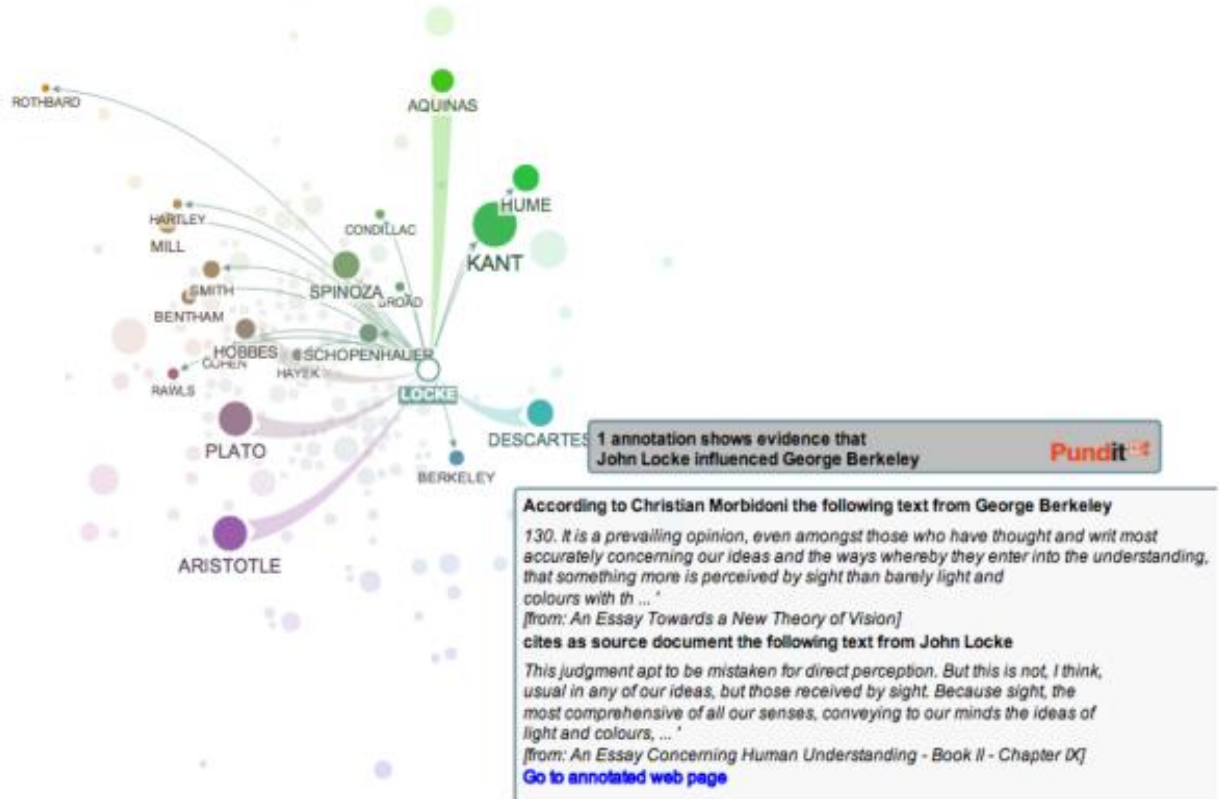 ROTHBARD
AQUINAS
HUME
HARTLEY
CONDILLAC
MILL
KANT
SMITH
SPINOZA
BROAD
BENTHAM
HOBBES
SCHOPENHAUER
COHEN
HAYEK
RAWLS
LOCKE
PLATO
DESCARTES
BERKELEY
ARISTOTLE
1 annotation shows evidence that
John Locke influenced George Berkeley
Pundit
According to Christian Morbidoni the following text from George Berkeley
130. It is a prevailing opinion, even amongst those who have thought and writ most
accurately concerning our ideas and the ways whereby they enter into the understanding,
that something more is perceived by sight than barely light and
colours with th ... '
[from: An Essay Towards a New Theory of Vision]
cites as source document the following text from John Locke
This judgment apt to be mistaken for direct perception. But this is not, I think,
usual in any of our ideas, but those received by sight. Because sight, the
most comprehensive of all our senses, conveying to our minds the ideas of
light and colours, ... '
[from: An Essay Concerning Human Understanding - Book II - Chapter IX]
Go to annotated web page